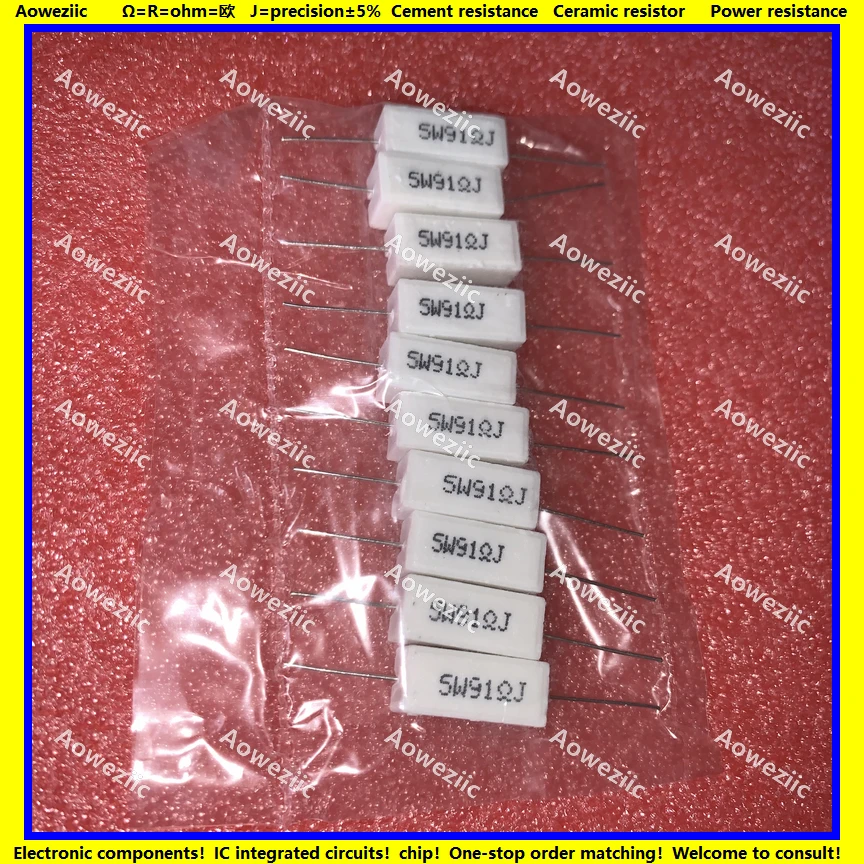 Aoweziic Ω=R=ohm=欧 J=precision±5% Cement resistance Ceramic resistor Power resistance
Aoweziic Aoweziic Aoweziic Aoweziic Aoweziic
5W91ΩJ
5W91ΩJ
Aoweziic Aoweziic Aoweziic Aoweziic Aoweziic
5W91ΩJ
5W91ΩJ
5W91ΩJ
Aoweziic Aoweziic Aoweziic Aoweziic Aoweziic
5W91ΩJ
5W91ΩJ
5W91ΩJ
Aoweziic Aoweziic Aoweziic Aoweziic Aoweziic
5W91ΩJ
5W91ΩJ
Aoweziic Aoweziic Aoweziic Aoweziic Aoweziic
Electronic components! IC integrated circuits! chip! One-stop order matching! Welcome to consult!